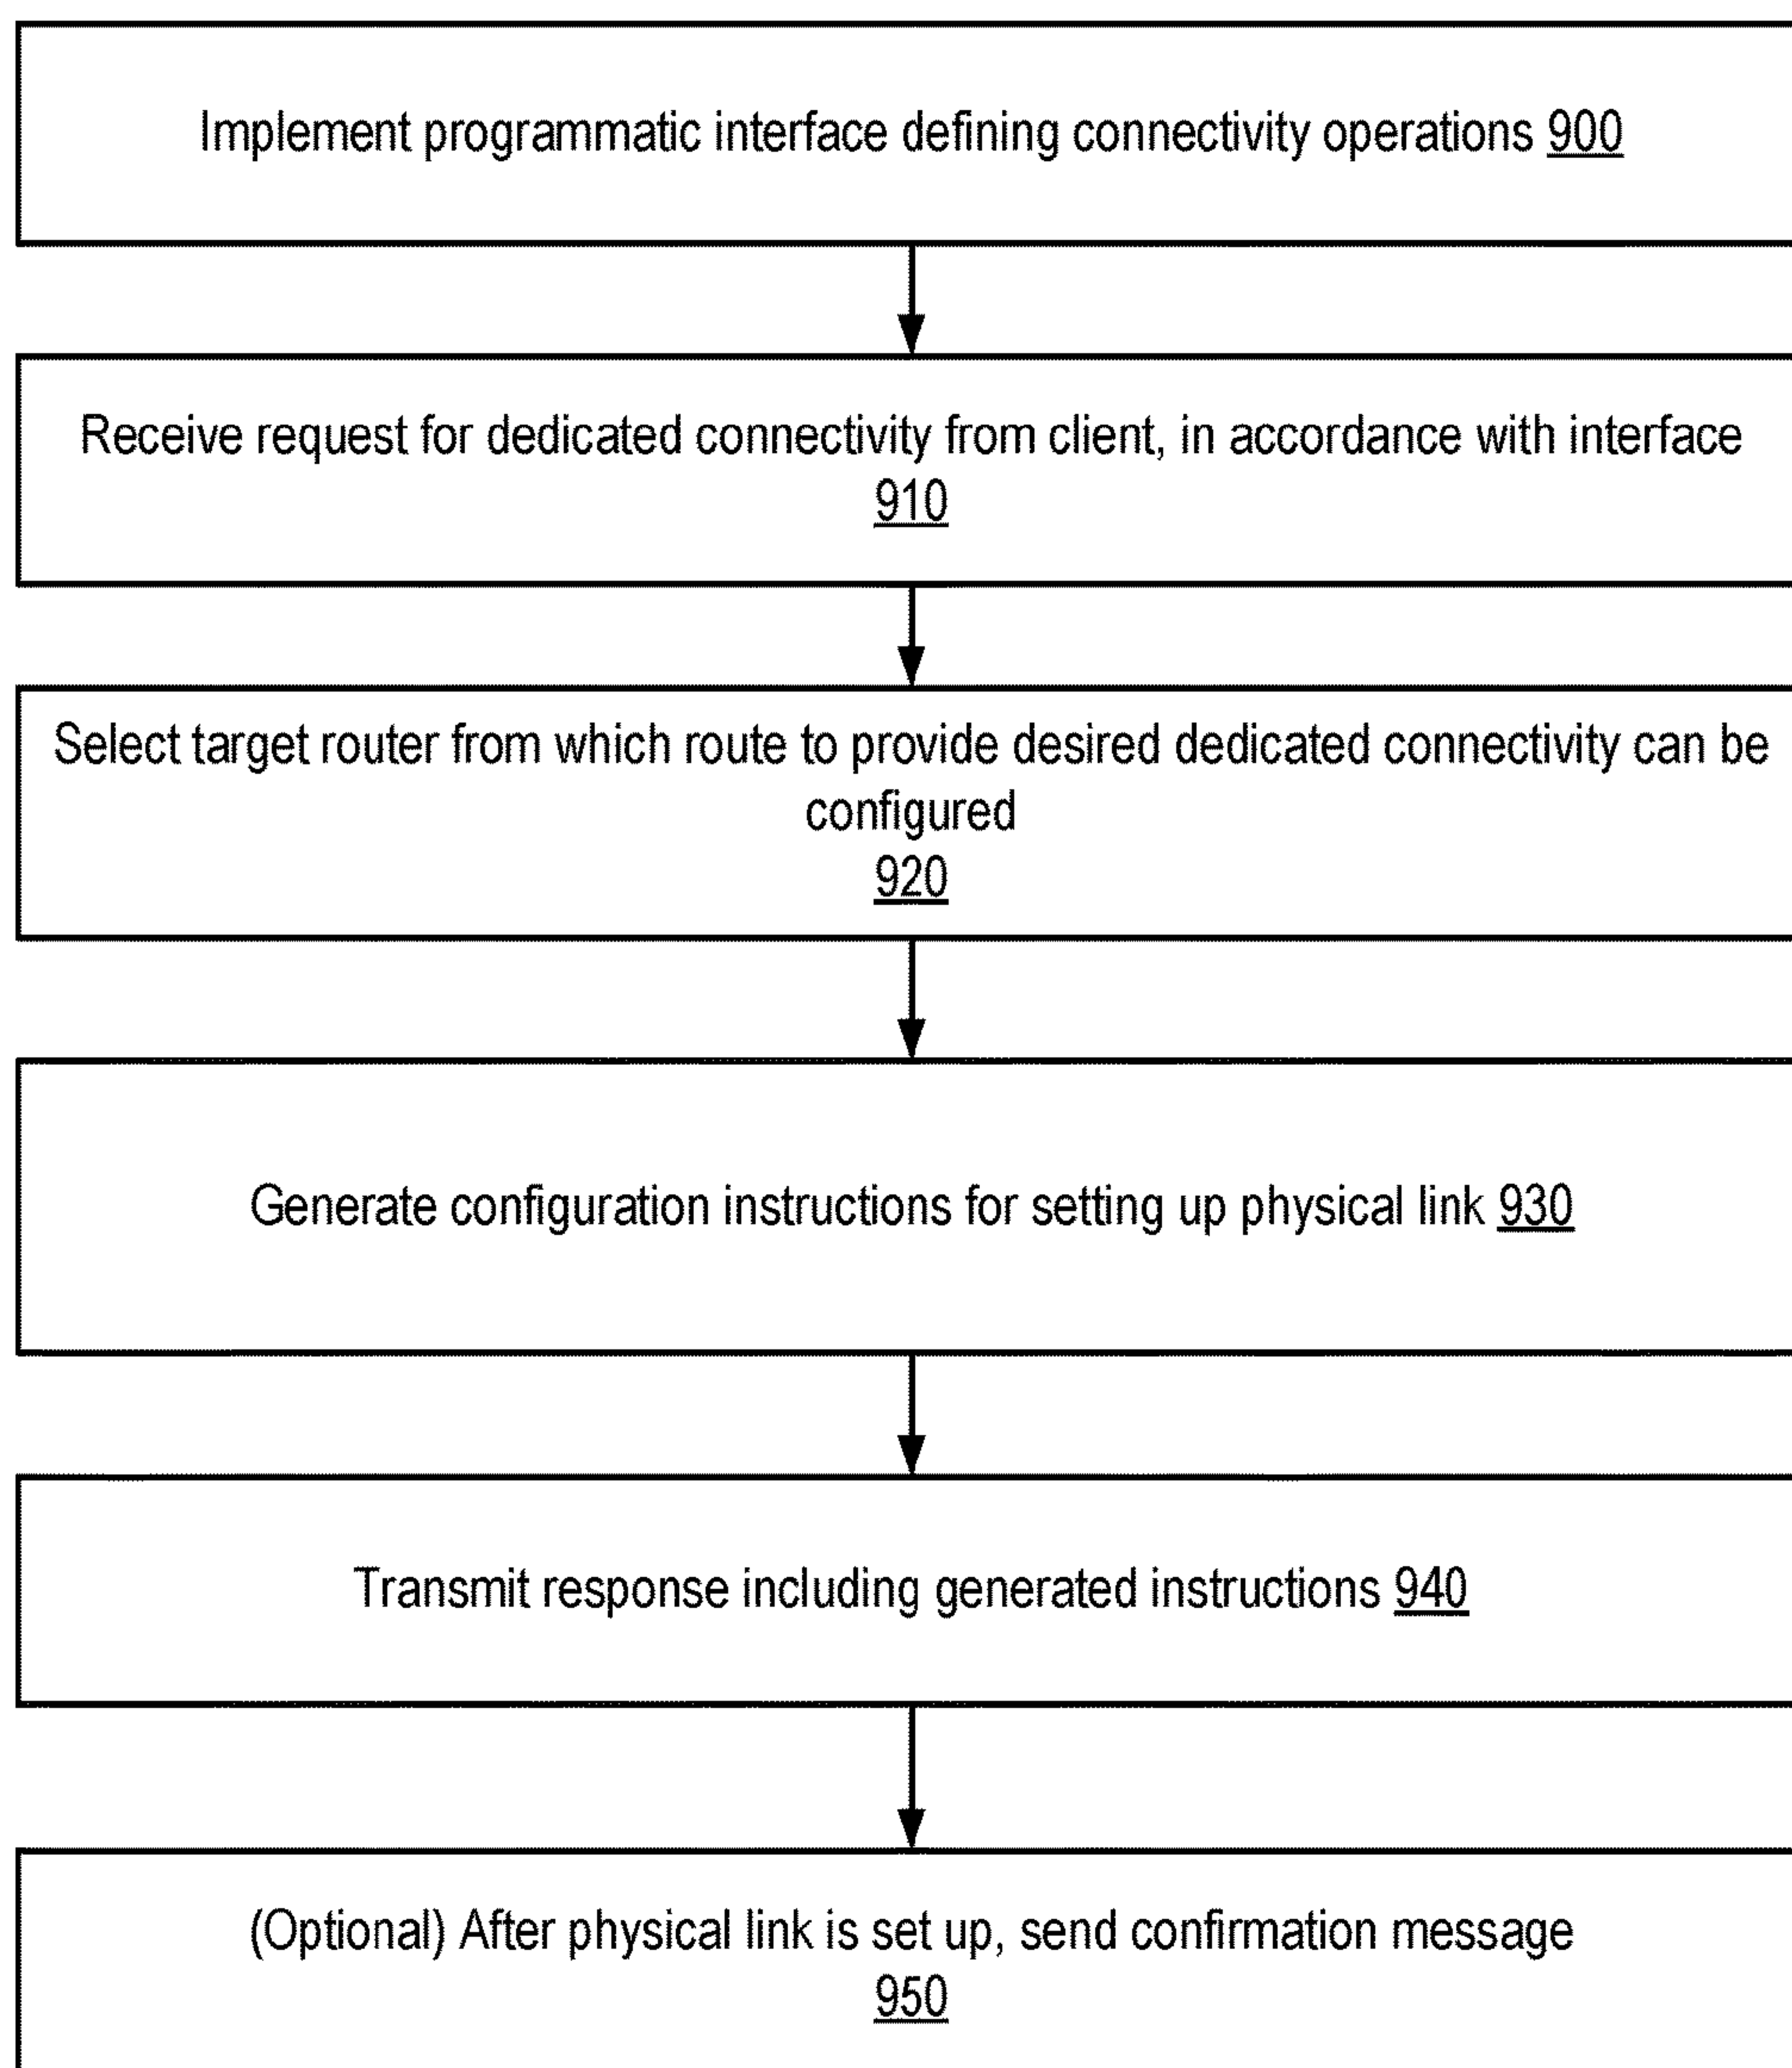 Implement programmatic interface defining connectivity operations 900
Receive request for dedicated connectivity from client, in accordance with interface
910
Select target router from which route to provide desired dedicated connectivity can be
configured
920
Generate configuration instructions for setting up physical link 930
Transmit response including generated instructions 940
(Optional) After physical link is set up, send confirmation message
950